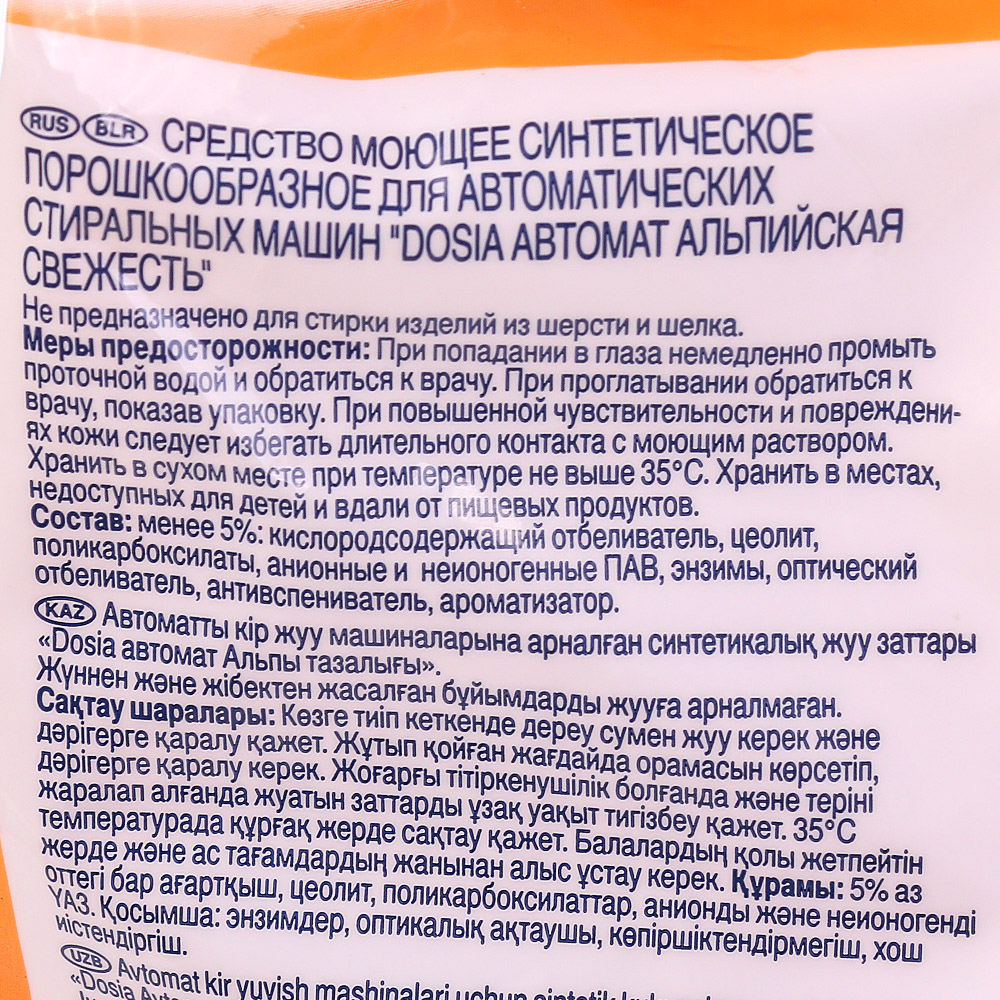 RUS BLR СРЕДСТВО МОЮЩЕЕ СИНТЕТИЧЕСКОЕ
ПОРОШКООБРАЗНОЕ ДЛЯ АВТОМАТИЧЕСКИХ
СТИРАЛЬНЫХ МАШИН "DOSIA АВТОМАТ АЛЬПИЙСКАЯ
СВЕЖЕСТЬ"
Не предназначено для стирки изделий из шерсти и шелка.
Меры предосторожности: При попадании в глаза немедленно промыть
проточной водой и обратиться к врачу. При проглатывании обратиться к
врачу, показав упаковку. При повышенной чувствительности и повреждени-
ях кожи следует избегать длительного контакта с моющим раствором.
Хранить в сухом месте при температуре не выше 35°C. Хранить в местах,
недоступных для детей и вдали от пищевых продуктов.
Состав: менее 5%: кислородсодержащий отбеливатель, цеолит,
поликарбоксилаты, анионные и неионогенные ПАВ, энзимы, оптический
отбеливатель, антивспениватель, ароматизатор.
KAZ Автоматты кір жуу машиналарына арналған синтетикалық жуу заттары
«Dosia автомат Альпы тазалығы».
Жүннен және жібектен жасалған бұйымдарды жууға арналмаған.
Сақтау шаралары: Көзге тиіп кеткенде дереу сумен жуу керек және
дәрігерге қаралу қажет. Жұтып қойған жағдайда орамасын көрсетіп,
дәрігерге қаралу керек. Жоғарғы тітіркенушілік болғанда және теріні
жаралап алғанда жуатын заттарды ұзақ уақыт тигізбеу қажет. 35°C
температурада құрғақ жерде сақтау қажет. Балалардың қолы жетпейтін
жерде және ас тағамдардың жанынан алыс ұстау керек. Құрамы: 5% аз
оттегі бар ағартқыш, цеолит, поликарбоксилаттар, анионды және неионогенді
ҮАЗ. Қосымша: энзимдер, оптикалық ақтаушы, көпіршіктендірмегіш, хош
иістендіргіш.
UZB Avtomat kir yuvish mashinalari uchun sintetik
«Dosia